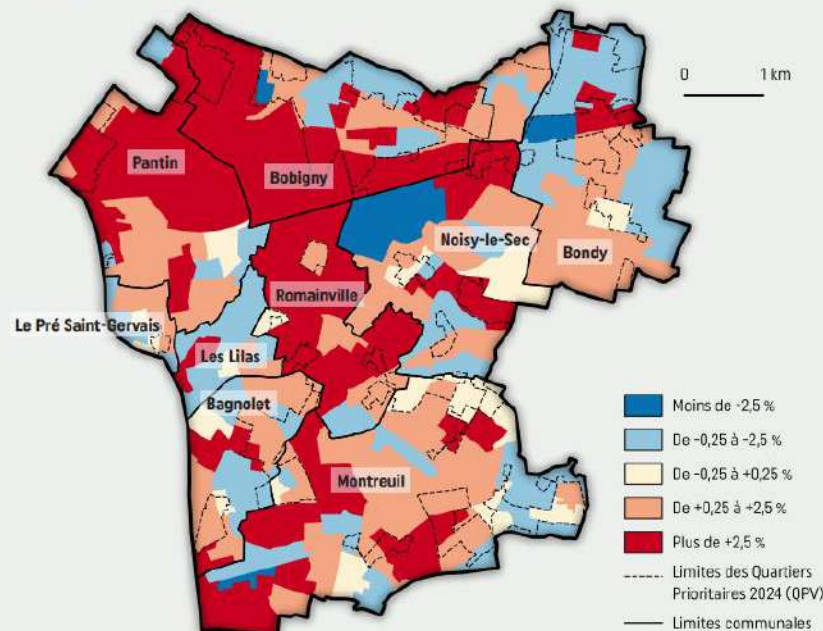 0 1 km
Pantin
Bobigny
Noisy-le-Sec
Bondy
Romainville
Le Pré Saint-Gervais
Les Lilas
Bagnolet
Montreuil
Moins de -2,5 %
De -0,25 à -2,5 %
De -0,25 à +0,25 %
De +0,25 à +2,5 %
Plus de +2,5 %
Limites des Quartiers
Prioritaires 2024 (QPV)
Limites communales